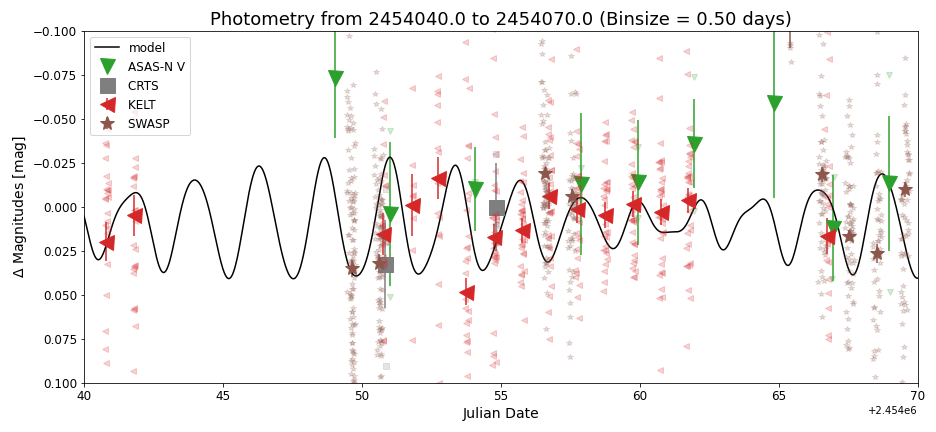 Photometry from 2454040.0 to 2454070.0 (Binsize = 0.50 days)
model
ASAS-N V
CRTS
KELT
SWASP
Δ Magnitudes [mag]
−0.100
−0.075
−0.050
−0.025
0.000
0.025
0.050
0.075
0.100
40 45 50 55 60 65 70
+2.454e6
Julian Date